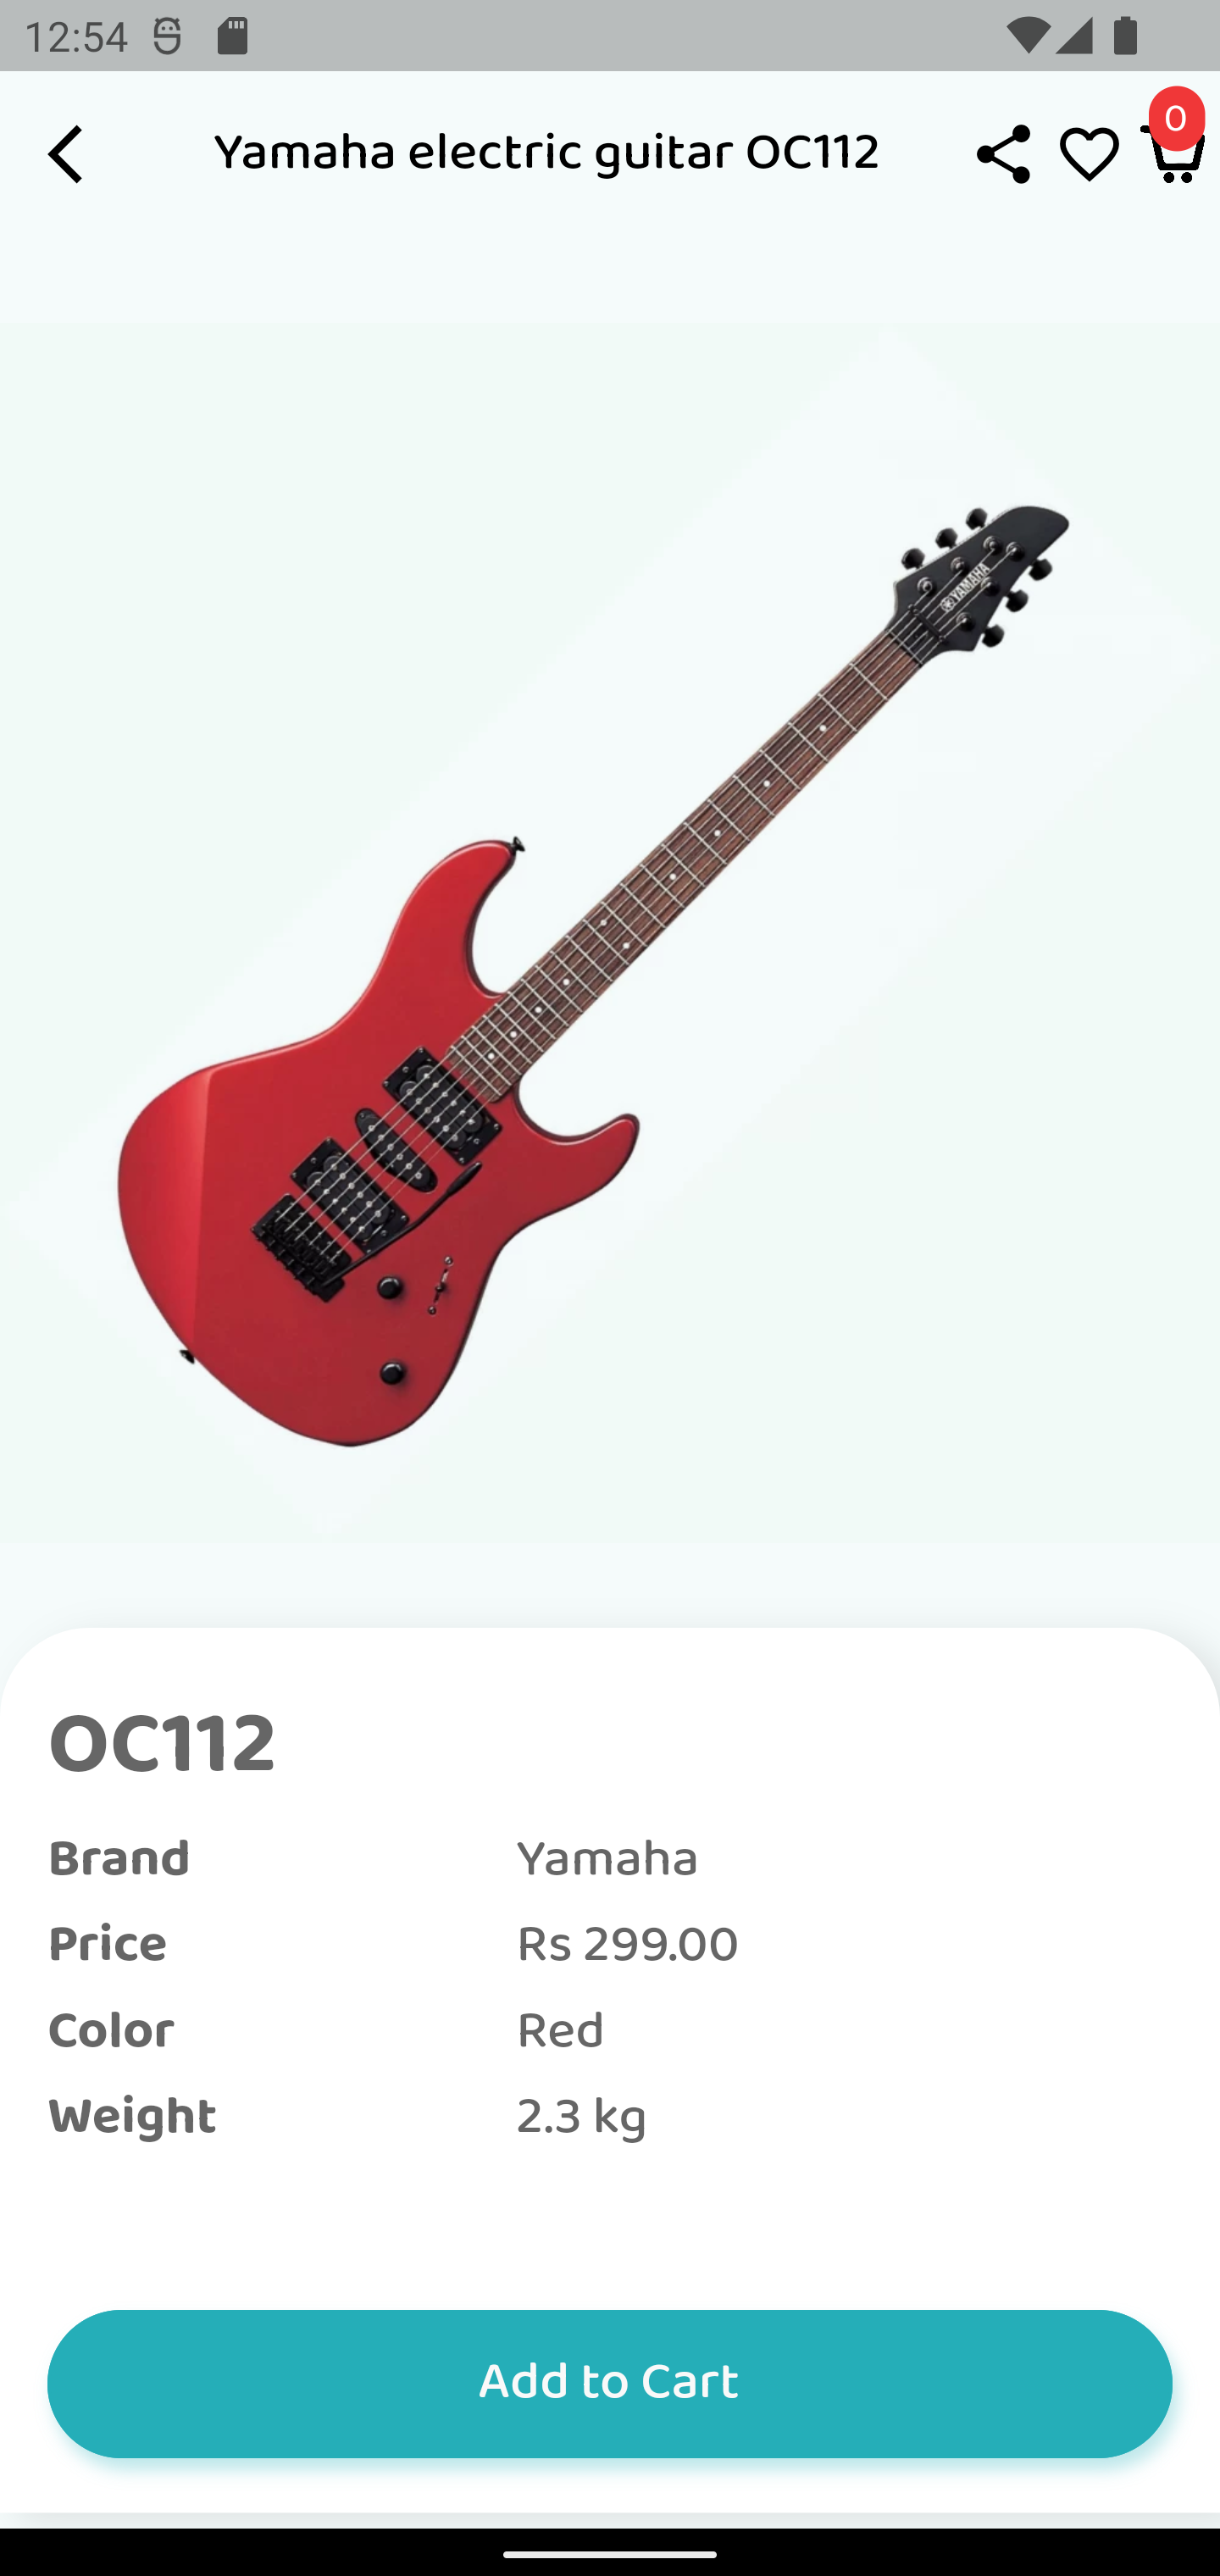 12:54
0
Yamaha electric guitar OC112
YAMAHA
OC112
Brand Yamaha
Price Rs 299.00
Color Red
Weight 2.3 kg
Add to Cart